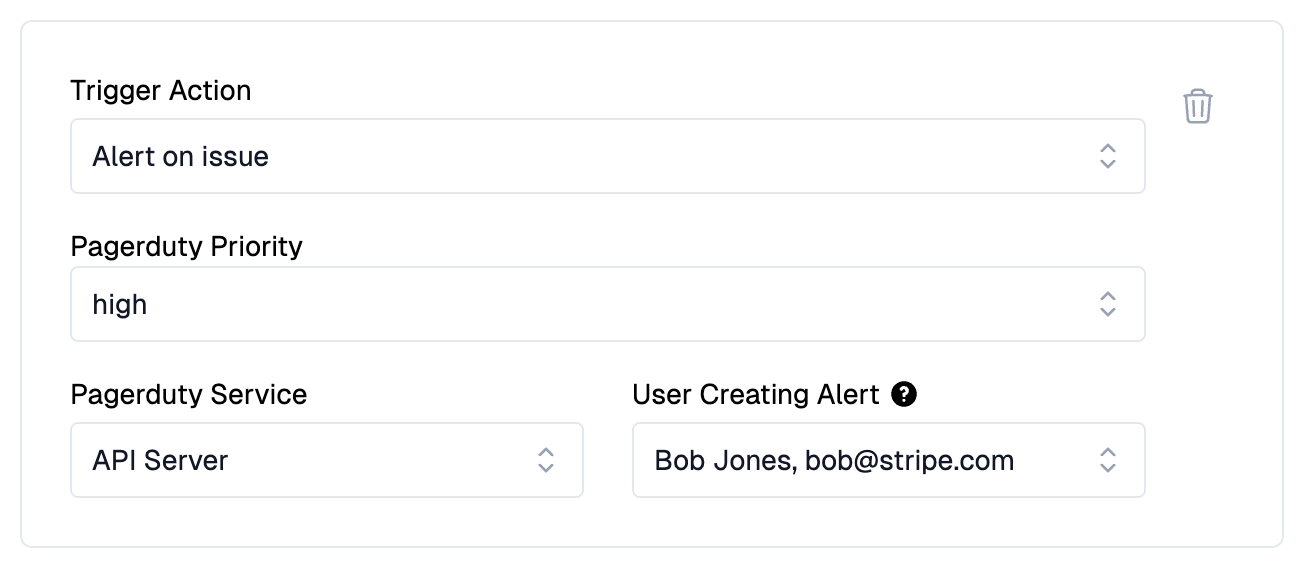 Trigger Action
Alert on issue
Pagerduty Priority
high
Pagerduty Service
User Creating Alert ?
API Server
Bob Jones, bob@stripe.com